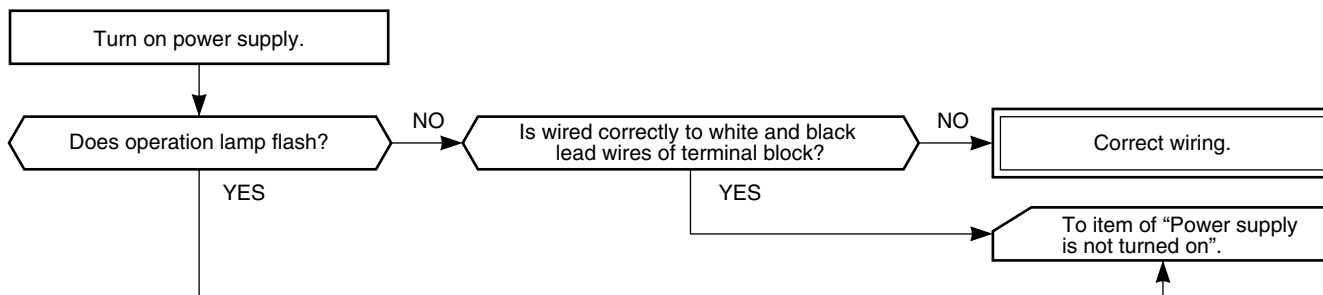 Turn on power supply.
Does operation lamp flash?
NO
Is wired correctly to white and black
lead wires of terminal block?
NO
Correct wiring.
YES
YES
To item of “Power supply
is not turned on”.